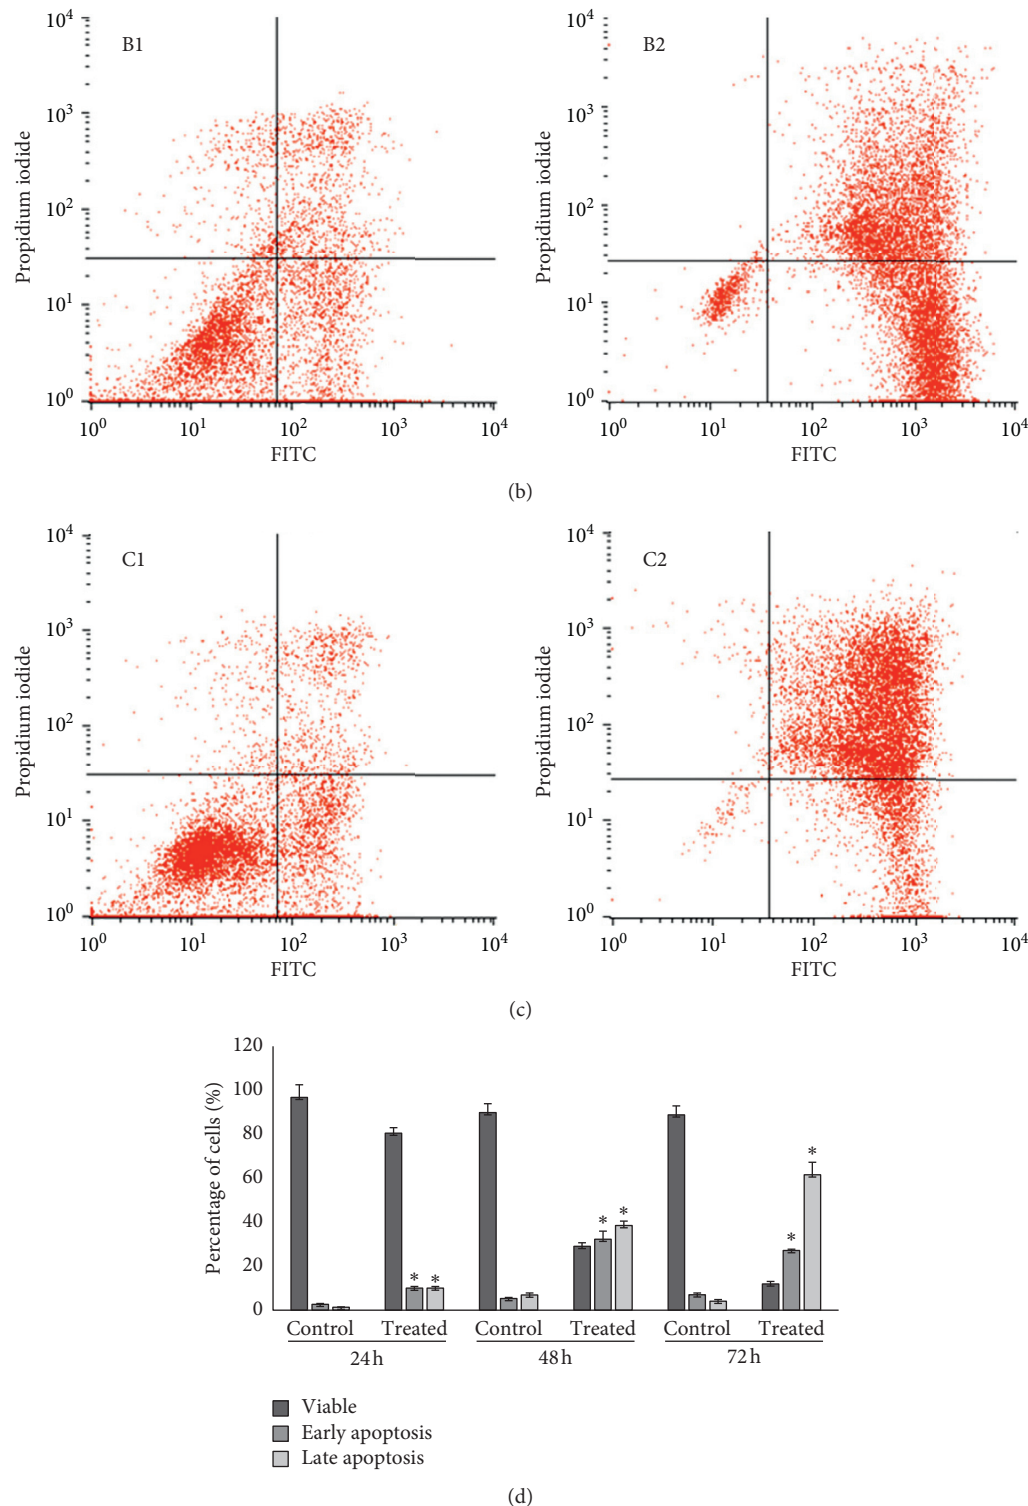 B1
Propidium iodide
10⁴
10³
10²
10¹
10⁰
10⁰ 10¹ 10² 10³ 10⁴
FITC
B2
Propidium iodide
10⁴
10³
10²
10¹
10⁰
10⁰ 10¹ 10² 10³ 10⁴
FITC
(b)
C1
Propidium iodide
10⁴
10³
10²
10¹
10⁰
10⁰ 10¹ 10² 10³ 10⁴
FITC
C2
Propidium iodide
10⁴
10³
10²
10¹
10⁰
10⁰ 10¹ 10² 10³ 10⁴
FITC
(c)
Percentage of cells (%)
120
100
80
60
40
20
0
* * * * * *
Control Treated Control Treated Control Treated
24 h 48 h 72 h
Viable
Early apoptosis
Late apoptosis
(d)